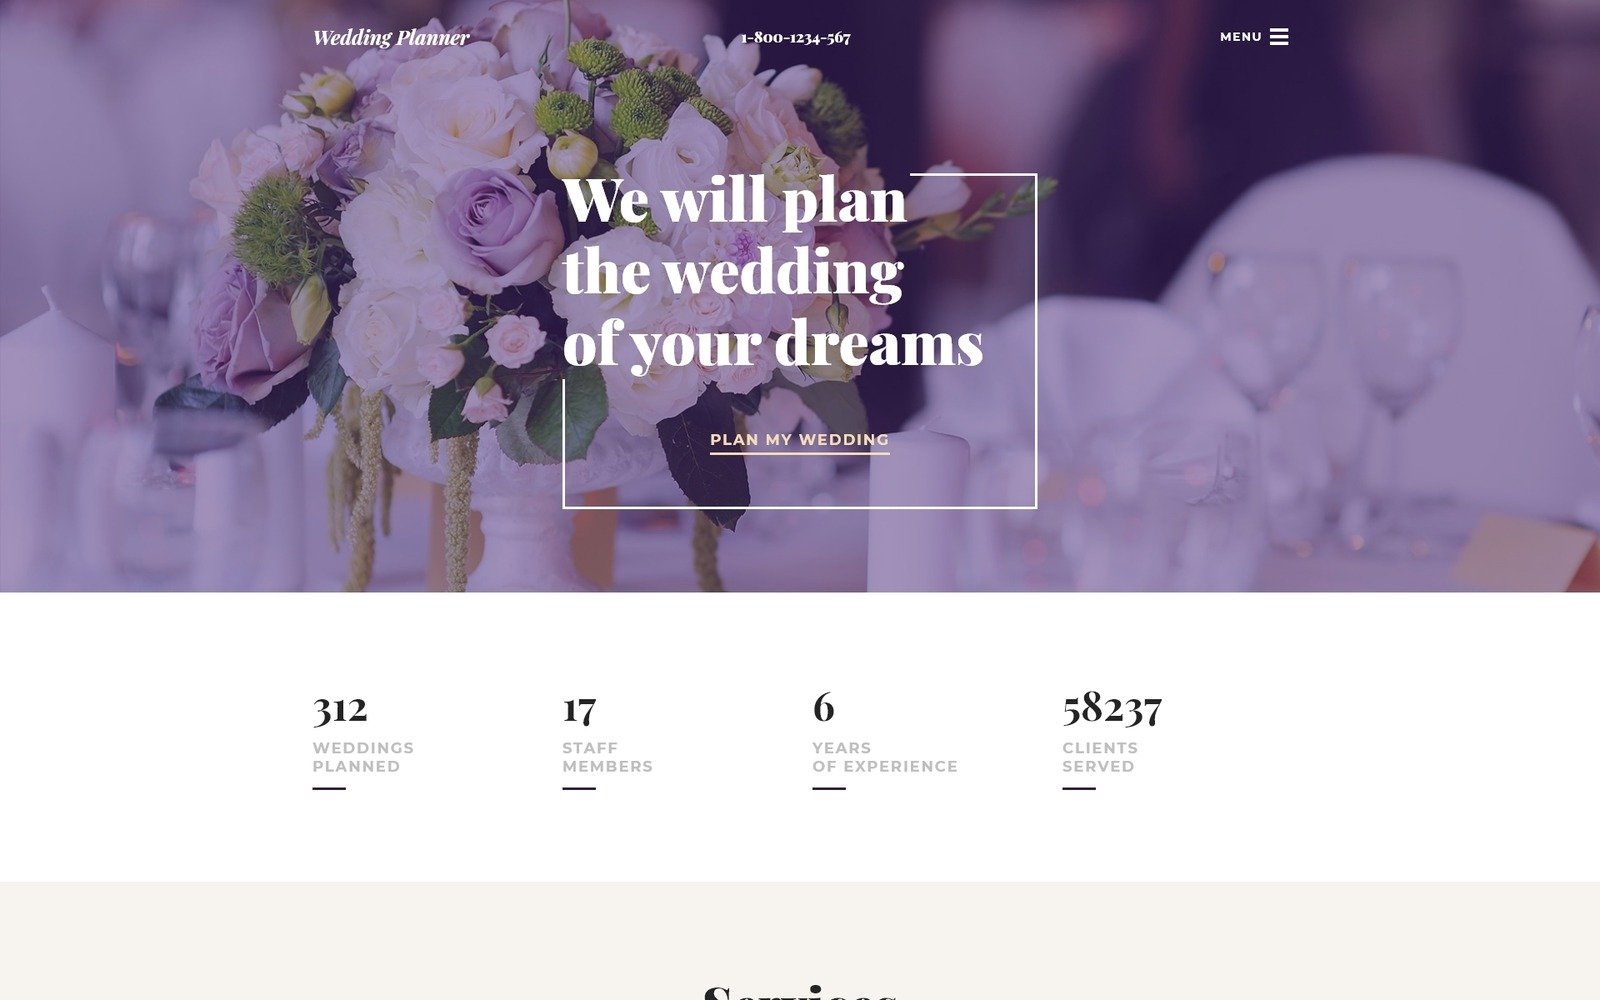 Wedding Planner
1-800-1234-567
MENU
We will plan
the wedding
of your dreams
PLAN MY WEDDING
312
WEDDINGS
PLANNED
17
STAFF
MEMBERS
6
YEARS
OF EXPERIENCE
58237
CLIENTS
SERVED
Services